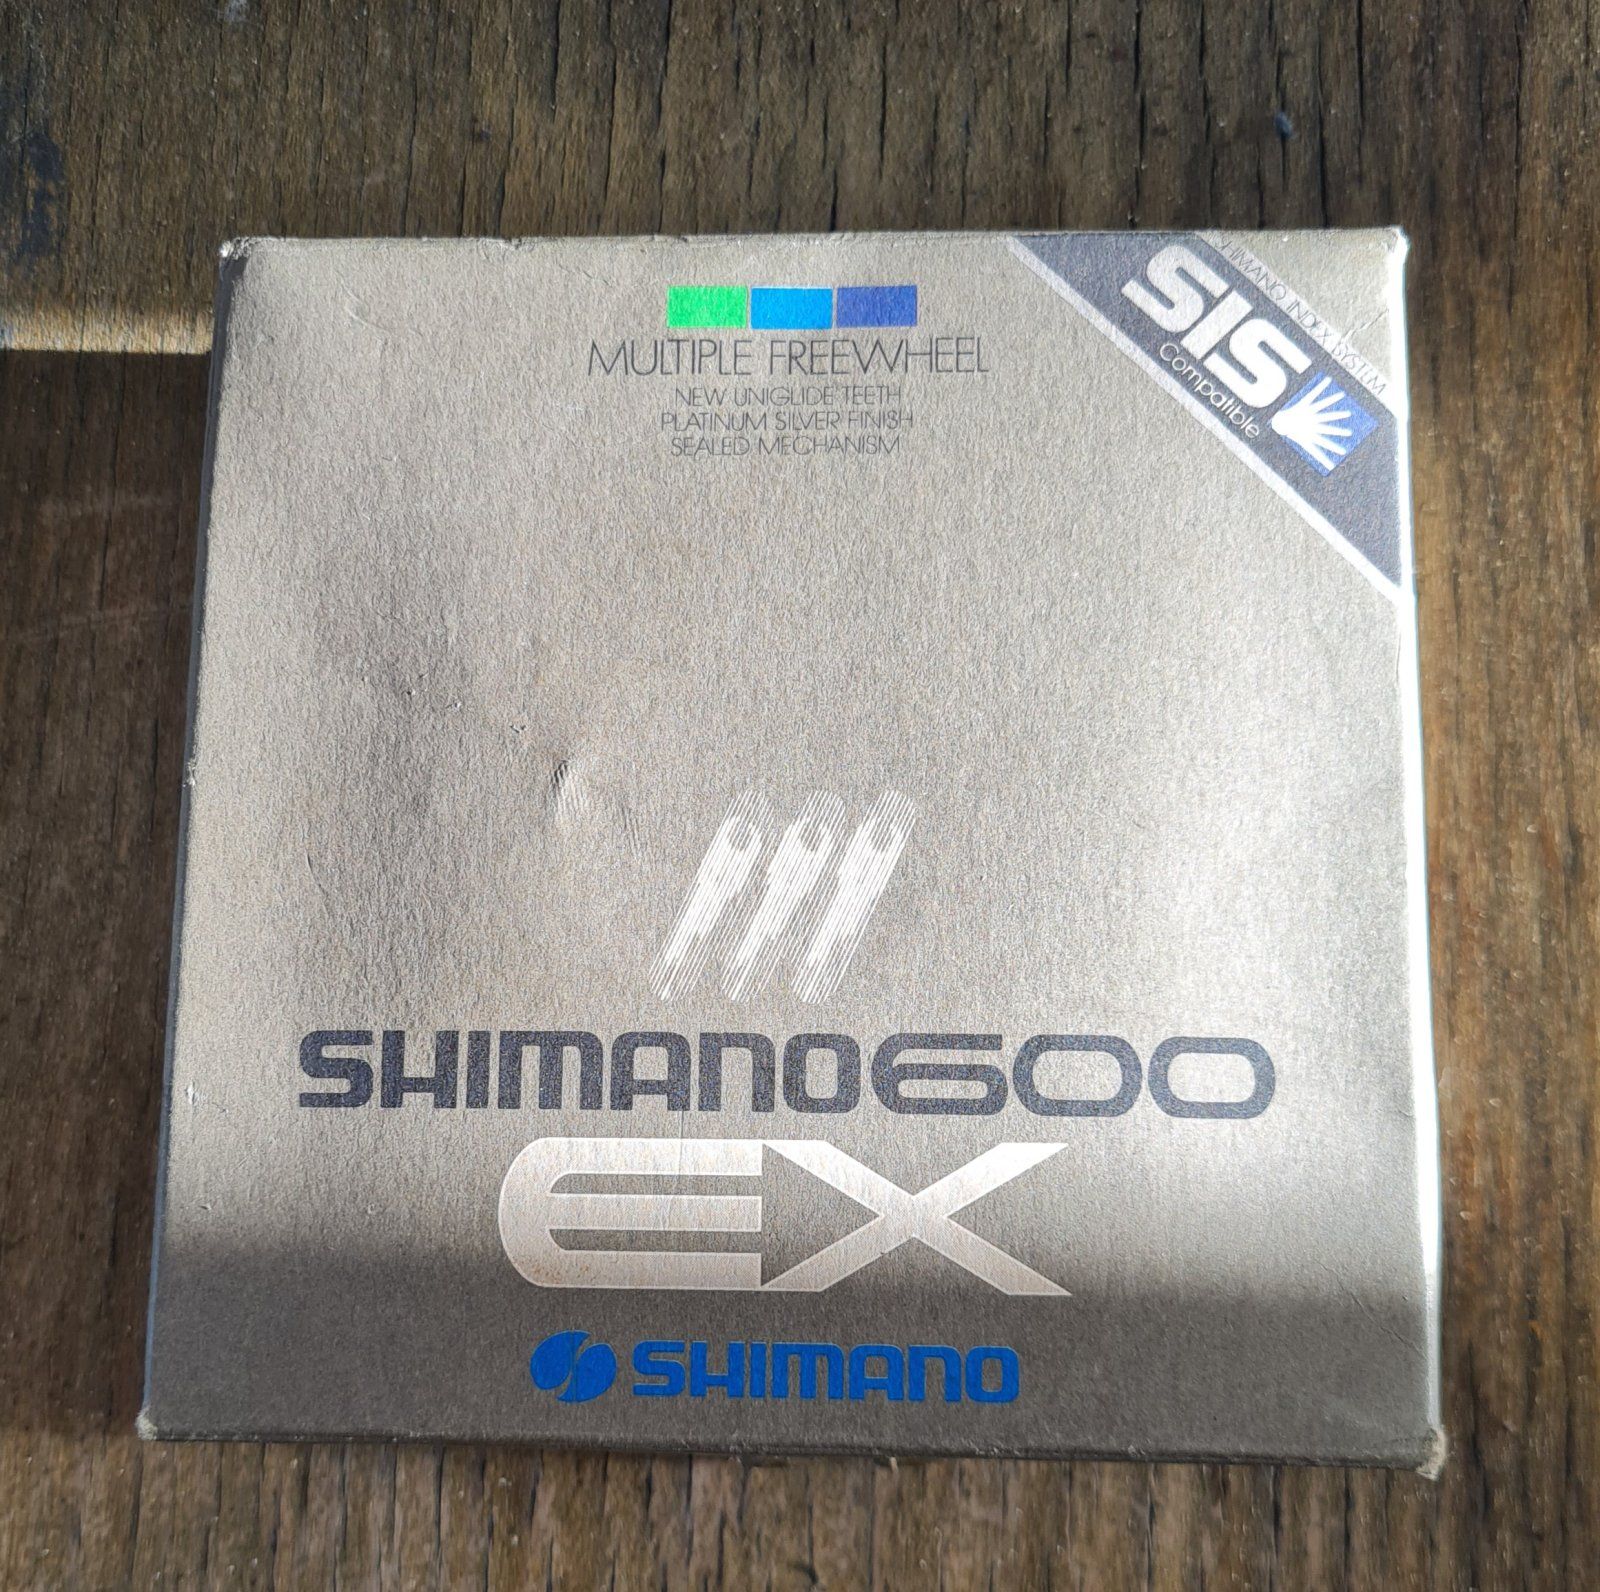 SHIMANO INDEX SYSTEM
SIS
Compatible
MULTIPLE FREEWHEEL
NEW UNIGLIDE TEETH
PLATINUM SILVER FINISH
SEALED MECHANISM
SHIMANO600
EX
SHIMANO